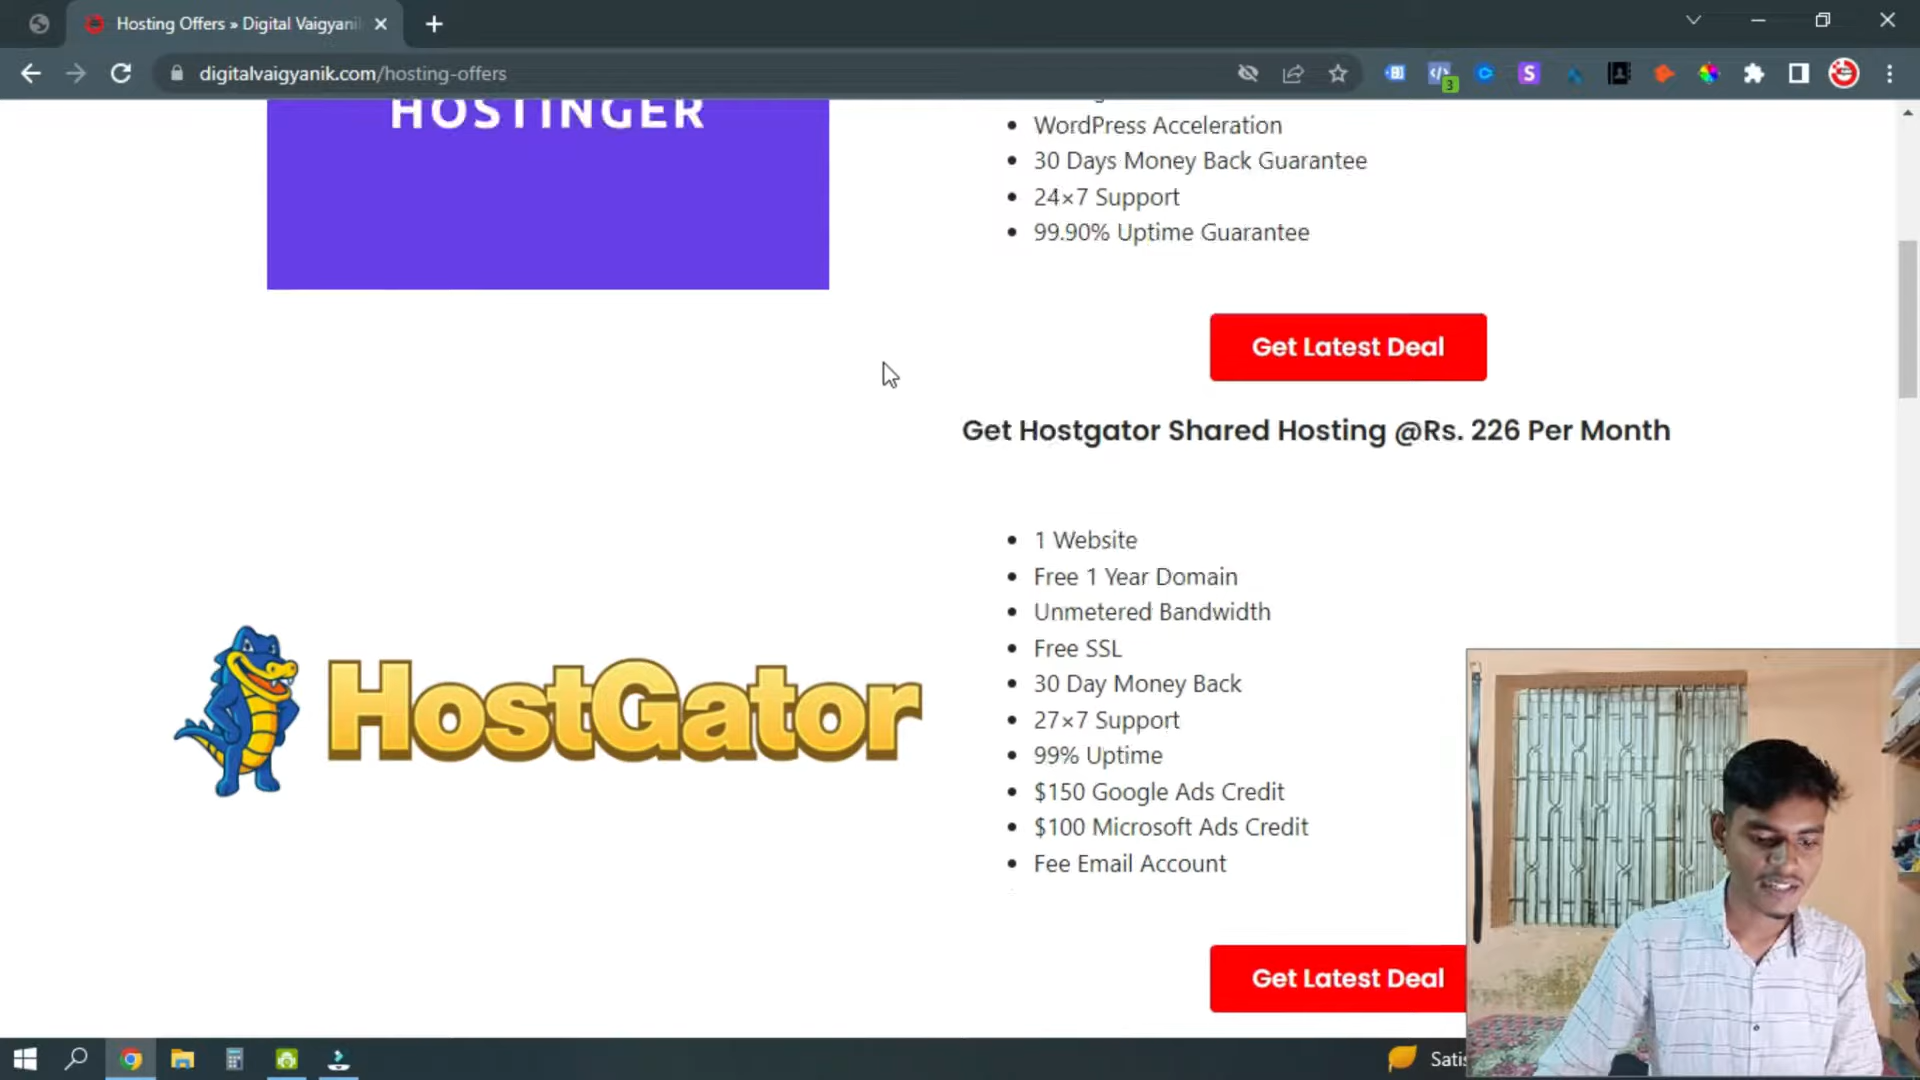 Hosting Offers » Digital Vaigyani
digitalvaigyanik.com/hosting-offers
3
HOSTINGER
WordPress Acceleration
30 Days Money Back Guarantee
24×7 Support
99.90% Uptime Guarantee
Get Latest Deal
Get Hostgator Shared Hosting @Rs. 226 Per Month
1 Website
Free 1 Year Domain
Unmetered Bandwidth
Free SSL
30 Day Money Back
27×7 Support
99% Uptime
$150 Google Ads Credit
$100 Microsoft Ads Credit
Fee Email Account
HostGator
Get Latest Deal
Satis